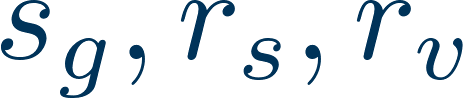 s_g, r_s, r_v